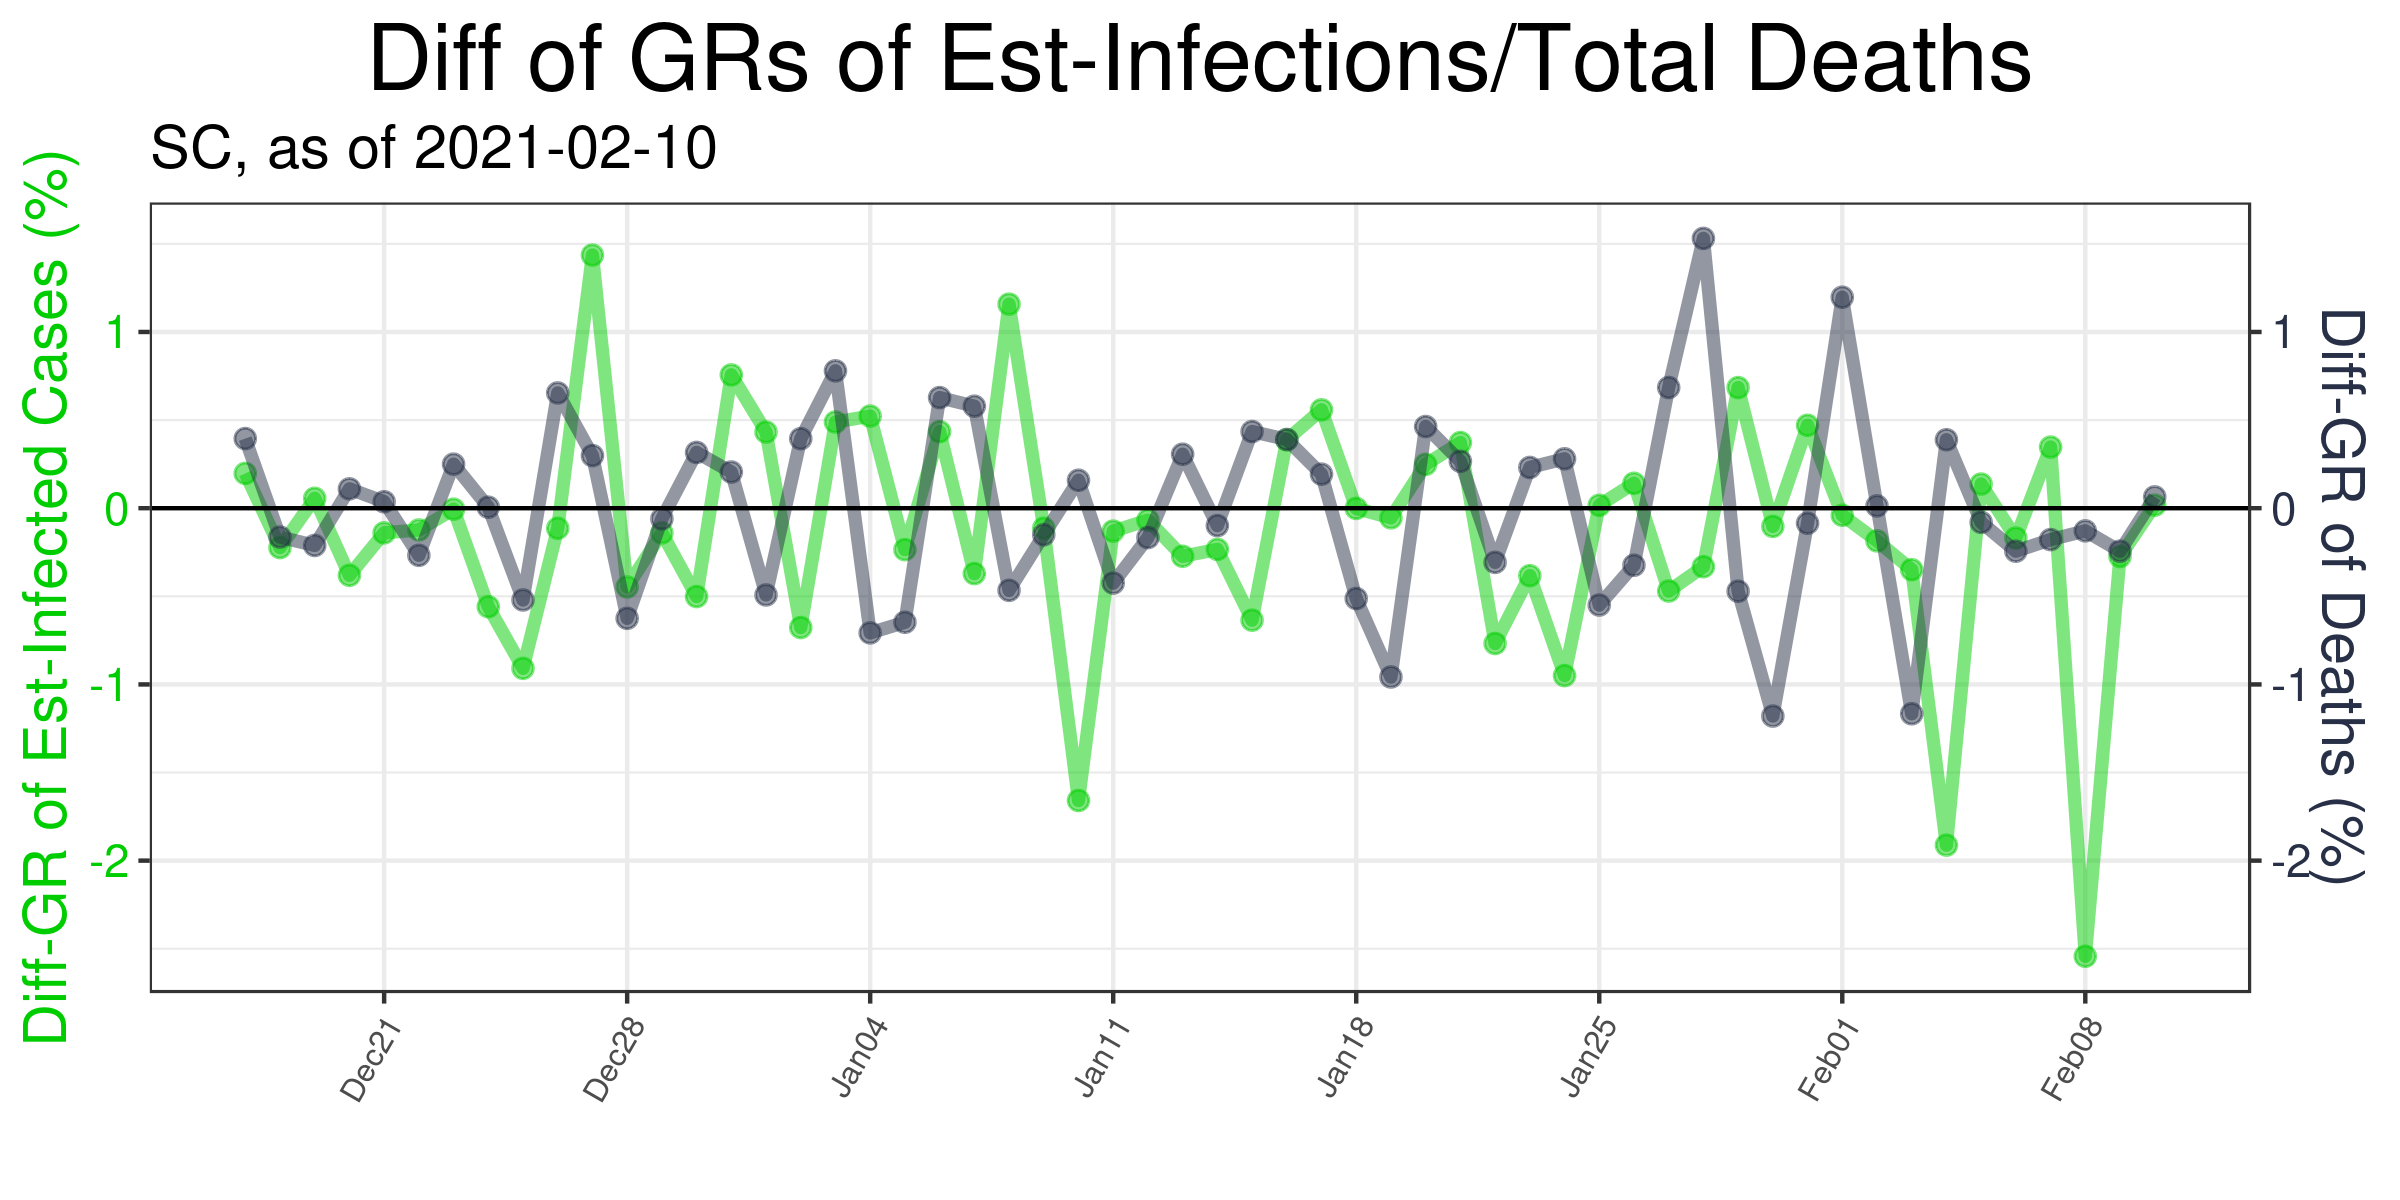 Diff of GRs of Est-Infections/Total Deaths
SC, as of 2021-02-10
Diff-GR of Est-Infected Cases (%)
1
0
-1
-2
1
0
-1
-2
Diff-GR of Deaths (%)
Dec21
Dec28
Jan04
Jan11
Jan18
Jan25
Feb01
Feb08